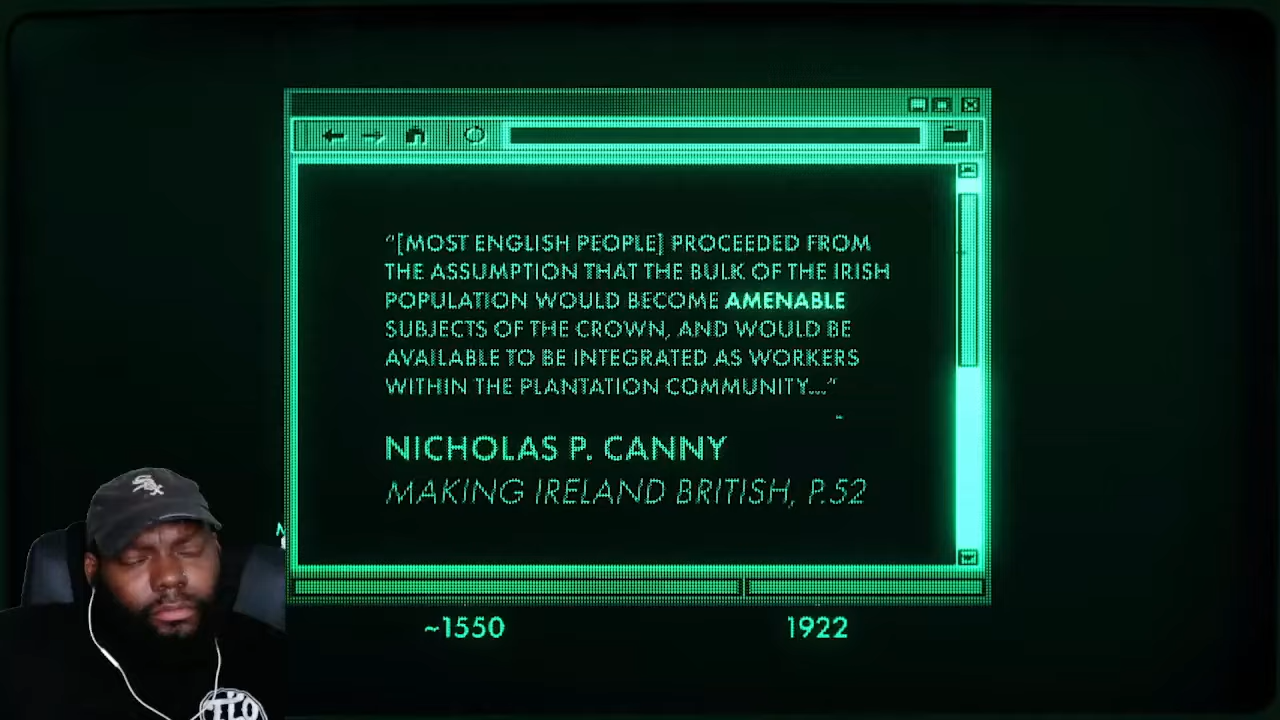 "[MOST ENGLISH PEOPLE] PROCEEDED FROM
THE ASSUMPTION THAT THE BULK OF THE IRISH
POPULATION WOULD BECOME AMENABLE
SUBJECTS OF THE CROWN, AND WOULD BE
AVAILABLE TO BE INTEGRATED AS WORKERS
WITHIN THE PLANTATION COMMUNITY...."
NICHOLAS P. CANNY
MAKING IRELAND BRITISH, P.52
~1550
1922
SOX